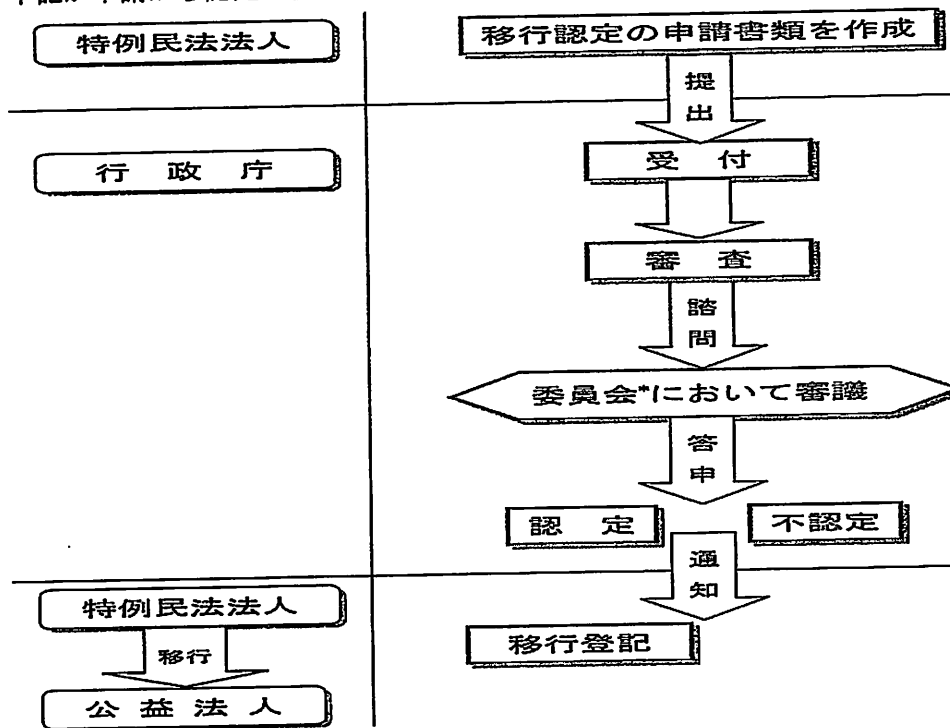 特例民法法人
移行認定の申請書類を作成
提出
行政庁
受付
審査
諮問
委員会*において審議
答申
認定
不認定
通知
特例民法法人
移行
公益法人
移行登記